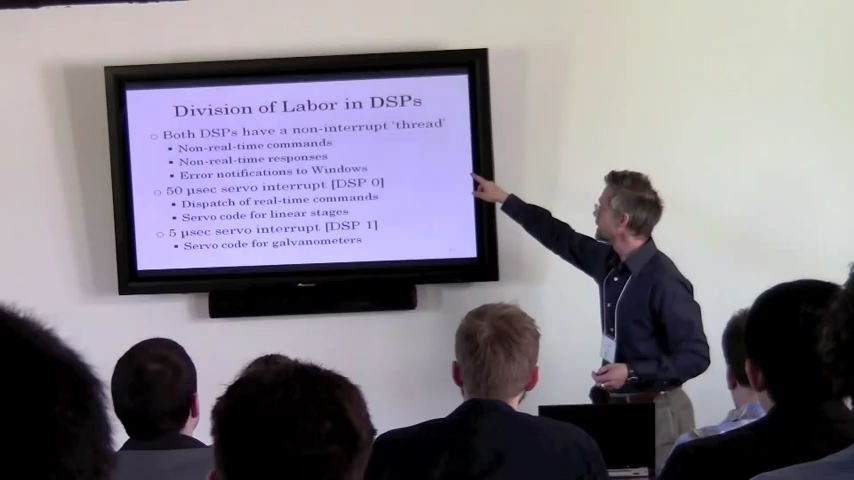 Division of Labor in DSPs
Both DSPs have a non-interrupt 'thread'
Non-real-time commands
Non-real-time responses
Error notifications to Windows
50 µsec servo interrupt [DSP 0]
Dispatch of real-time commands
Servo code for linear stages
5 µsec servo interrupt [DSP 1]
Servo code for galvanometers